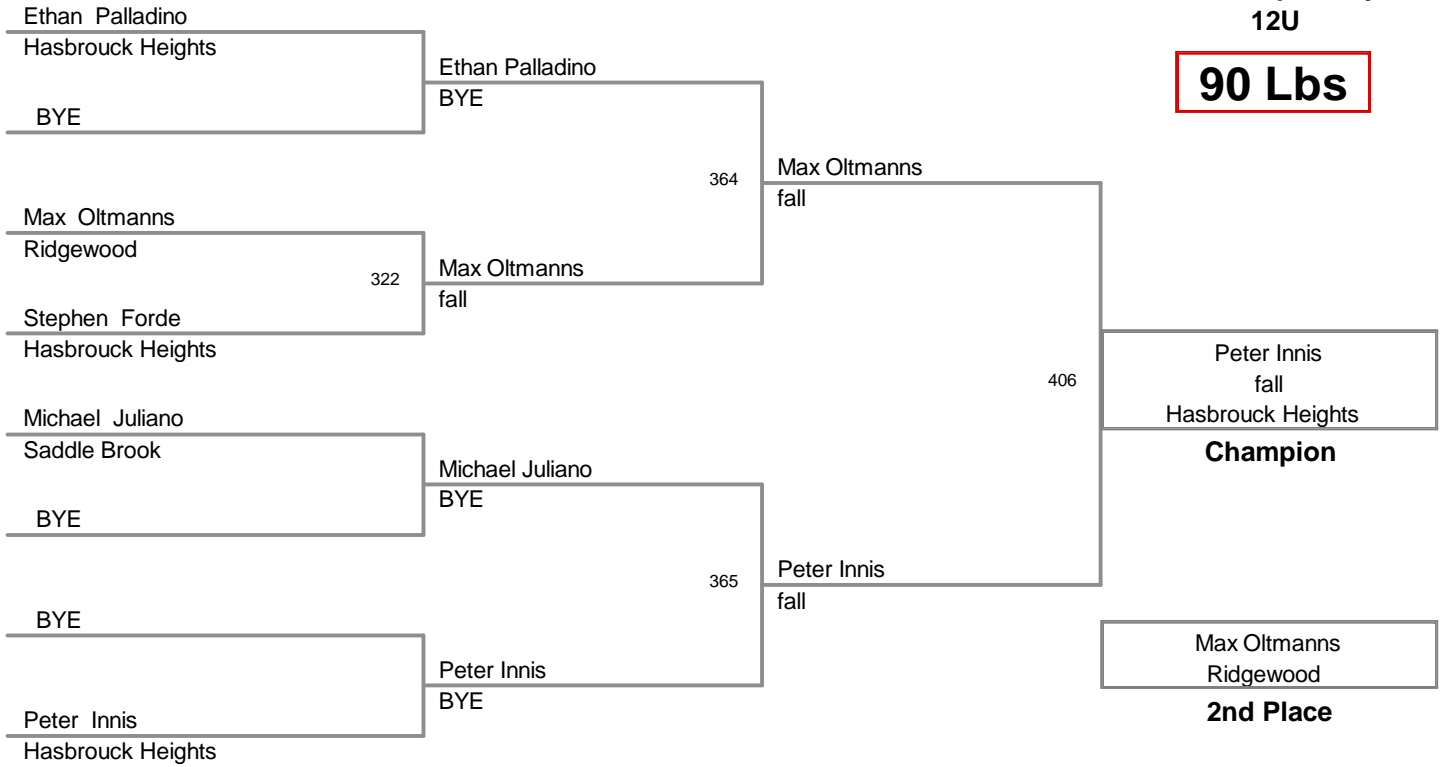 Ethan Palladino
Hasbrouck Heights
BYE
Max Oltmanns
Ridgewood
322
Stephen Forde
Hasbrouck Heights
Michael Juliano
Saddle Brook
BYE
BYE
Peter Innis
Hasbrouck Heights
Ethan Palladino
BYE
364
Max Oltmanns
fall
Michael Juliano
BYE
365
Peter Innis
BYE
Max Oltmanns
fall
406
Peter Innis
fall
12U
90 Lbs
Peter Innis
fall
Hasbrouck Heights
Champion
Max Oltmanns
Ridgewood
2nd Place